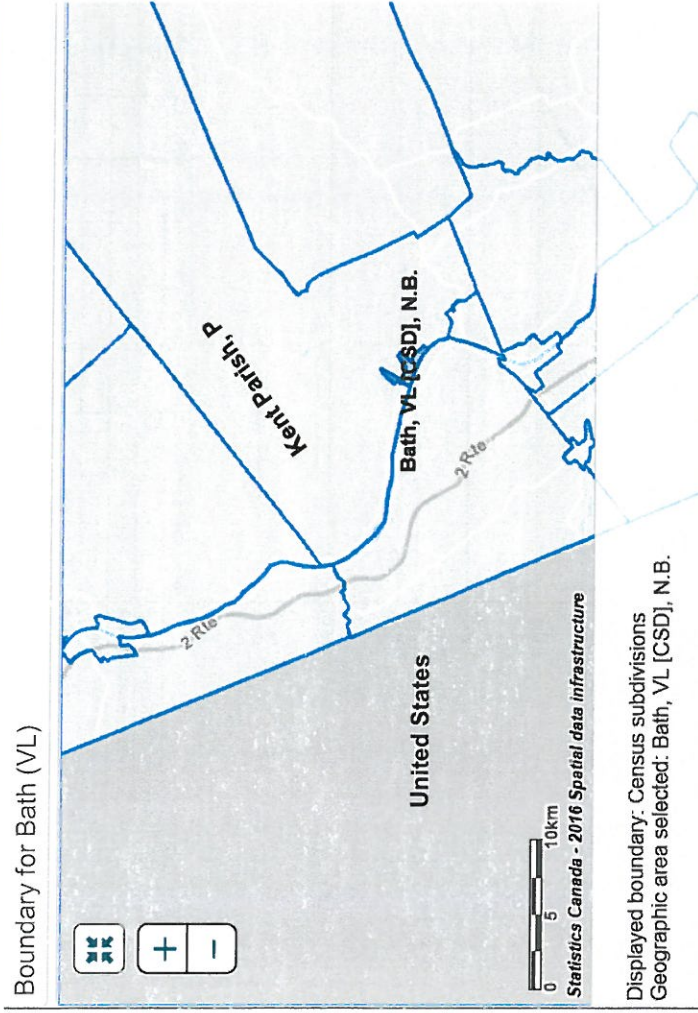 Boundary for Bath (VL)
+
−
Kent Parish, P
Bath, VL [CSD], N.B.
2 Rte
2 Rte
United States
0 5 10km
Statistics Canada - 2016 Spatial data infrastructure
Displayed boundary: Census subdivisions
Geographic area selected: Bath, VL [CSD], N.B.